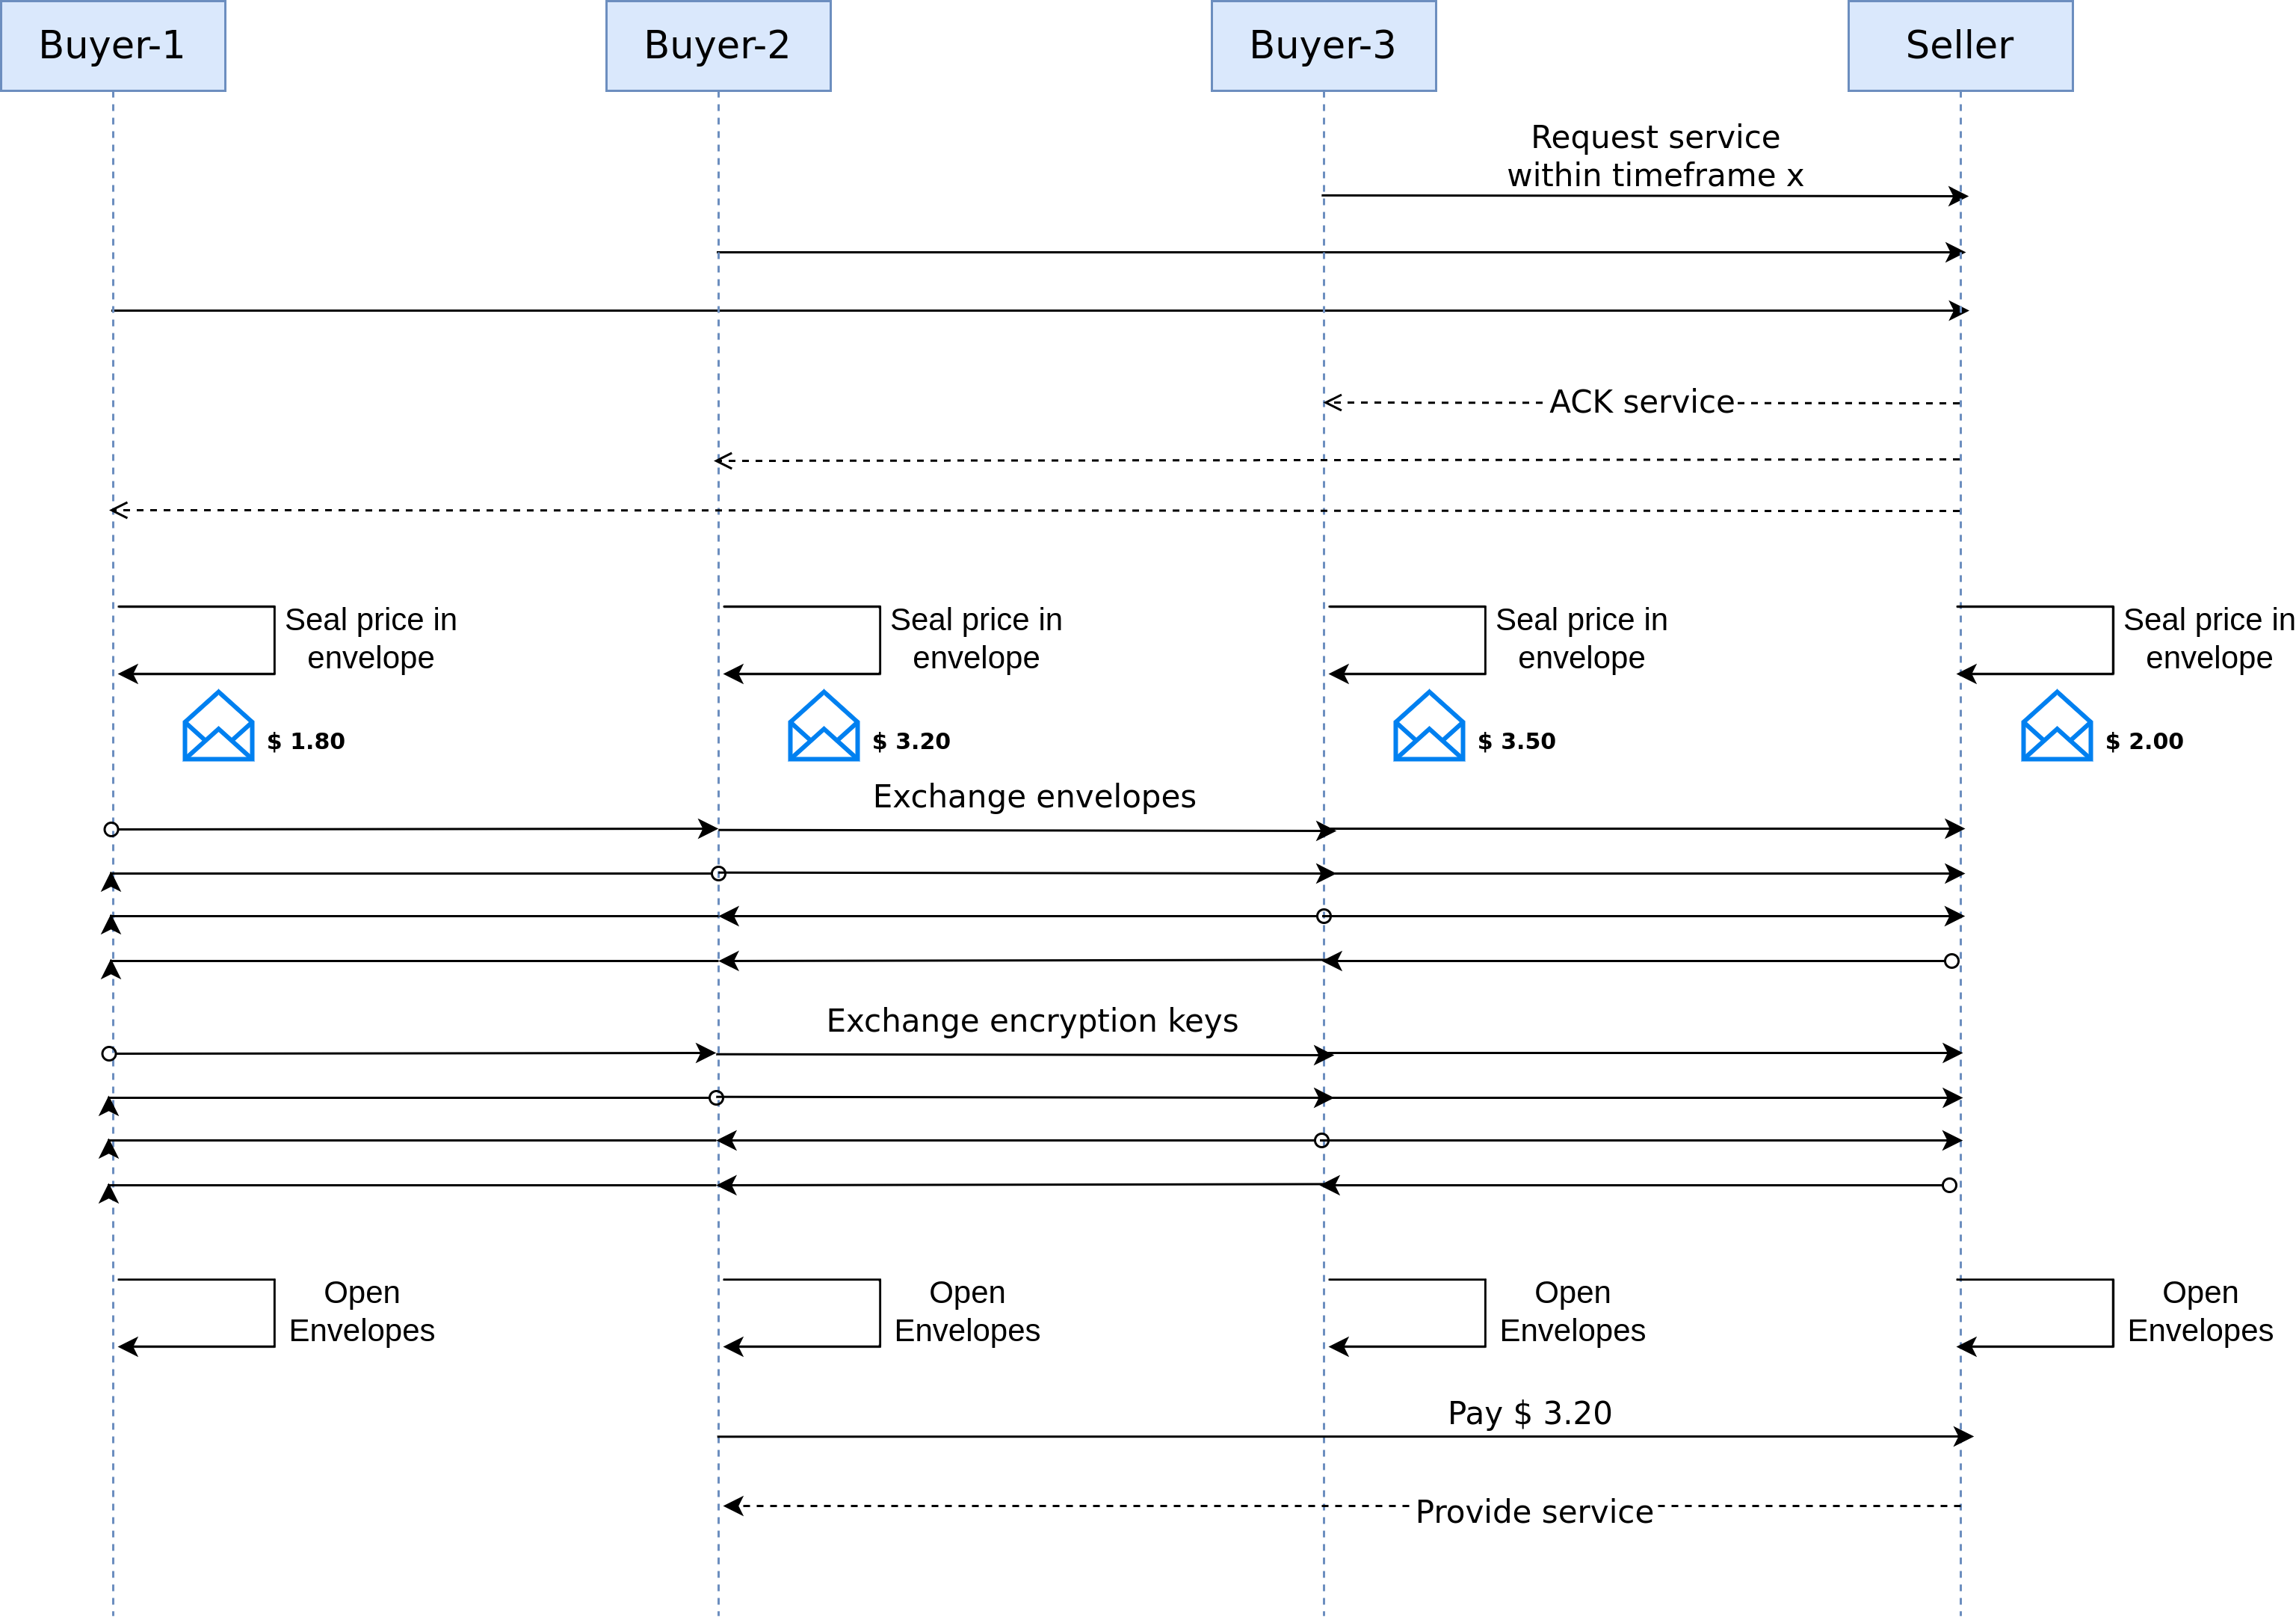 Buyer-1
Buyer-2
Buyer-3
Seller
Request service
within timeframe x
ACK service
Seal price in
envelope
Seal price in
envelope
Seal price in
envelope
Seal price in
envelope
$ 1.80
$ 3.20
$ 3.50
$ 2.00
Exchange envelopes
Exchange encryption keys
Open
Envelopes
Open
Envelopes
Open
Envelopes
Open
Envelopes
Pay $ 3.20
Provide service